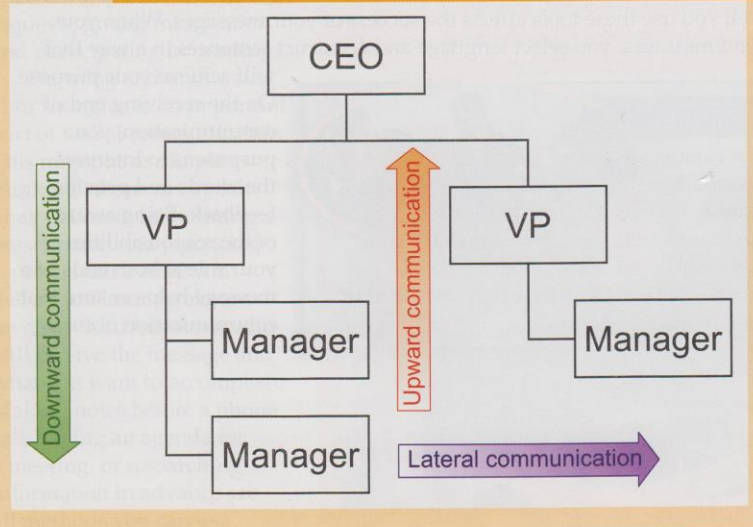 CEO
VP
VP
Manager
Manager
Manager
Downward communication
Upward communication
Lateral communication